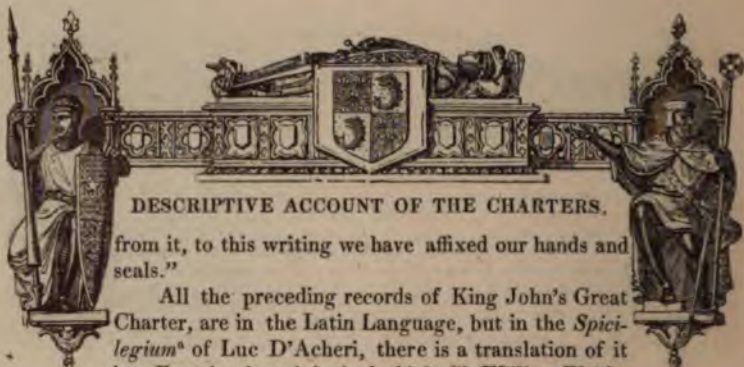 DESCRIPTIVE ACCOUNT OF THE CHARTERS.
from it, to this writing we have affixed our hands and
seals."
All the preceding records of King John's Great
Charter, are in the Latin Language, but in the Spici-
legiumᵃ of Luc D'Acheri, there is a translation of it